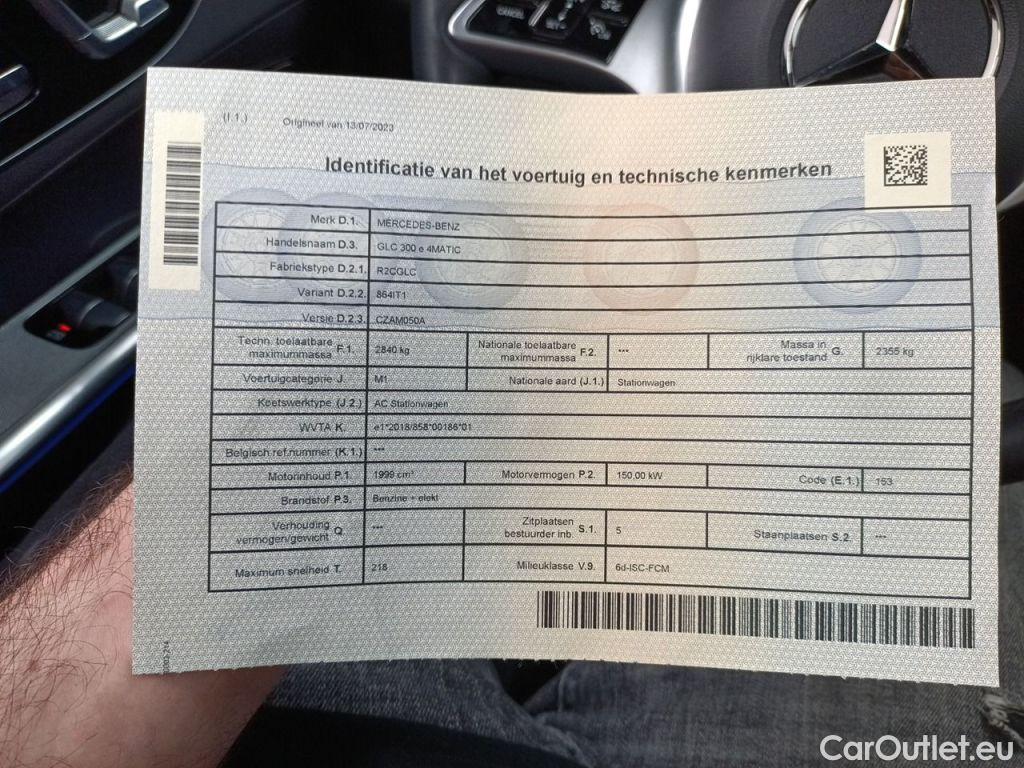 CANCEL
(I.1.) Origineel van 13/07/2023
Identificatie van het voertuig en technische kenmerken
Merk D.1. MERCEDES-BENZ
Handelsnaam D.3. GLC 300 e 4MATIC
Fabriekstype D.2.1. R2CGLC
Variant D.2.2. 864IT1
Versie D.2.3. CZAM050A
Techn. toelaatbare maximummassa F.1. 2840 kg Nationale toelaatbare maximummassa F.2. --- Massa in rijklare toestand G. 2355 kg
Voertuigcategorie J. M1 Nationale aard (J.1.) Stationwagen
Koetswerktype (J.2.) AC Stationwagen
WVTA K. e1*2018/858*00186*01
Belgisch ref.nummer (K.1.) ---
Motorinhoud P.1. 1999 cm³ Motorvermogen P.2. 150,00 kW Code (E.1.) 163
Brandstof P.3. Benzine + elekt
Verhouding vermogen/gewicht Q. --- Zitplaatsen bestuurder inb. S.1. 5 Staanplaatsen S.2. ---
Maximum snelheid T. 218 Milieuklasse V.9. 6d-ISC-FCM
CarOutlet.eu